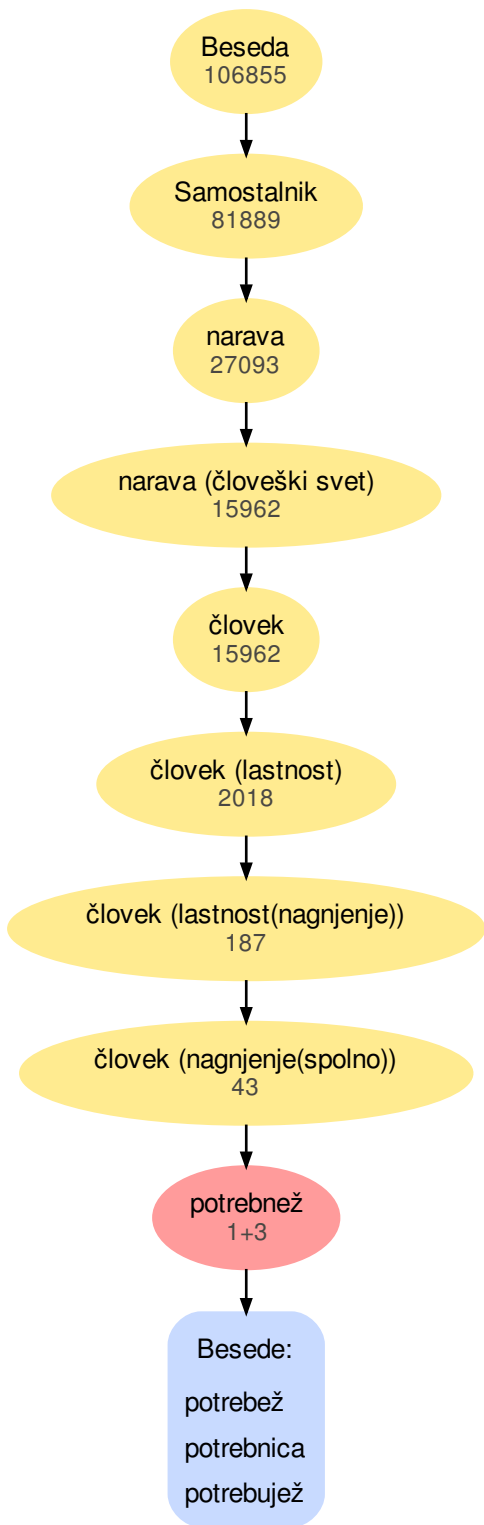 Beseda
106855
Samostalnik
81889
narava
27093
narava (človeški svet)
15962
človek
15962
človek (lastnost)
2018
človek (lastnost(nagnjenje))
187
človek (nagnjenje(spolno))
43
potrebnež
1+3
Besede:
potrebež
potrebnica
potrebujež